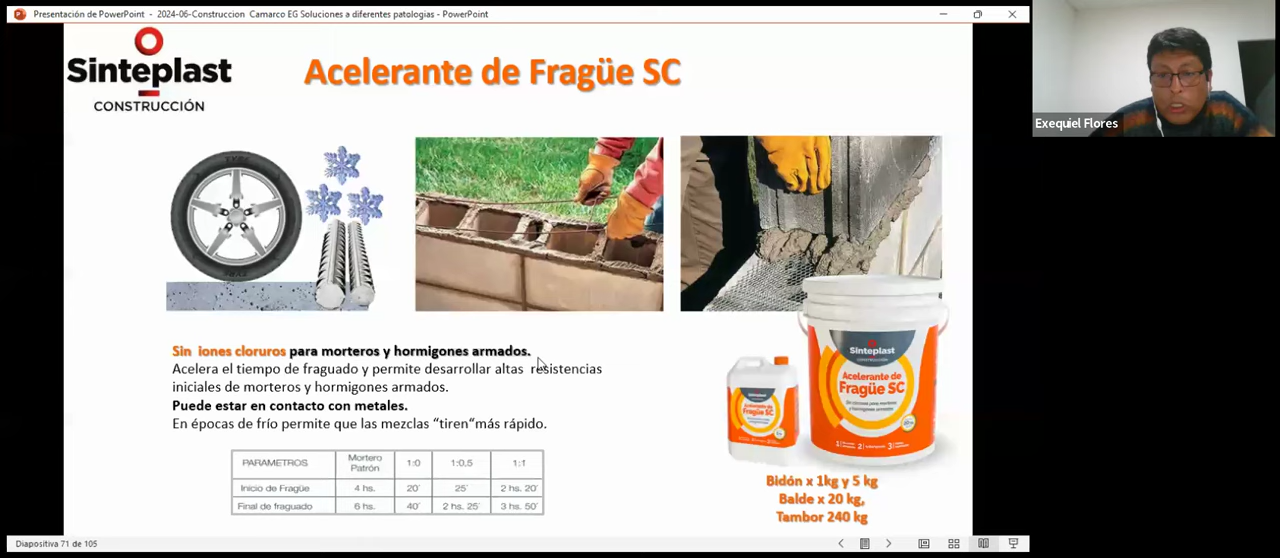 Presentación de PowerPoint - 2024-06-Construccion Camarco EG Soluciones a diferentes patologias - PowerPoint
Sinteplast
CONSTRUCCIÓN
Acelerante de Fragüe SC
Exequiel Flores
Sin iones cloruros para morteros y hormigones armados.
Acelera el tiempo de fraguado y permite desarrollar altas resistencias
iniciales de morteros y hormigones armados.
Puede estar en contacto con metales.
En épocas de frío permite que las mezclas “tiren“más rápido.
PARAMETROS Mortero Patrón 1:0 1:0,5 1:1
Inicio de Fragüe 4 hs. 20´ 25´ 2 hs. 20´
Final de fraguado 6 hs. 40´ 2 hs. 25´ 3 hs. 50´
Sinteplast
CONSTRUCCIÓN
Acelerante de
Fragüe SC
Acelerante de
Fragüe SC
Bidón x 1kg y 5 kg
Balde x 20 kg,
Tambor 240 kg
Diapositiva 71 de 105